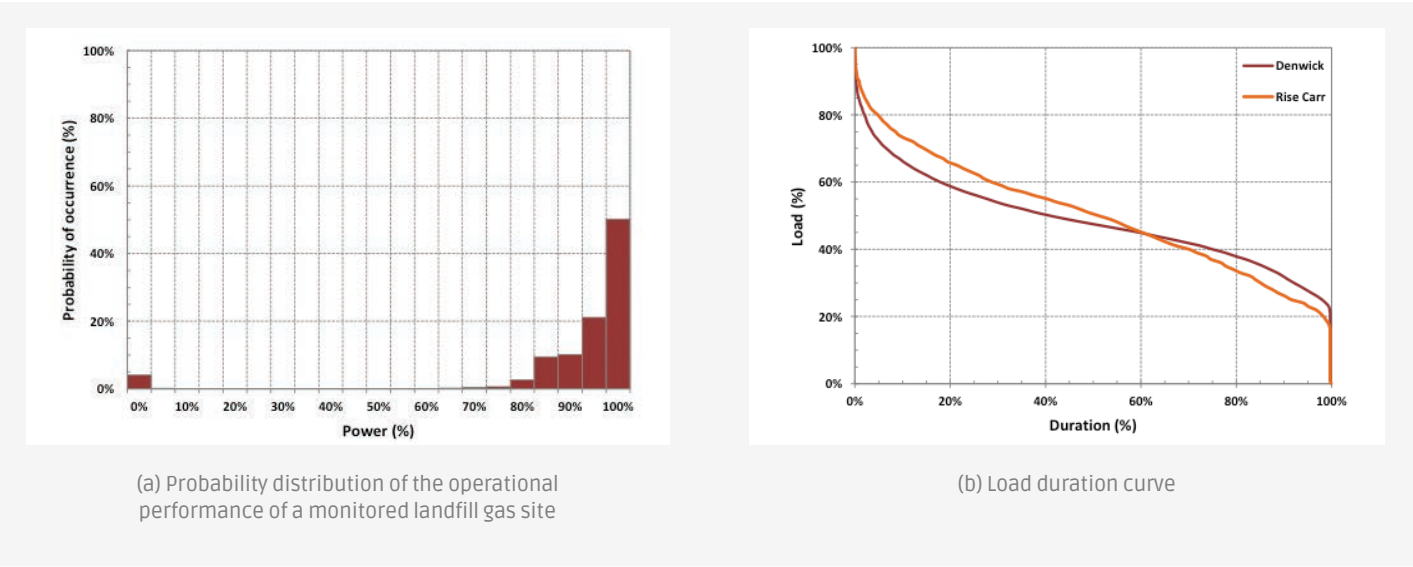 100%
80%
60%
40%
20%
0%
Probability of occurrence (%)
0% 10% 20% 30% 40% 50% 60% 70% 80% 90% 100%
Power (%)
(a) Probability distribution of the operational
performance of a monitored landfill gas site
100%
80%
60%
40%
20%
0%
Load (%)
Denwick
Rise Carr
0% 20% 40% 60% 80% 100%
Duration (%)
(b) Load duration curve